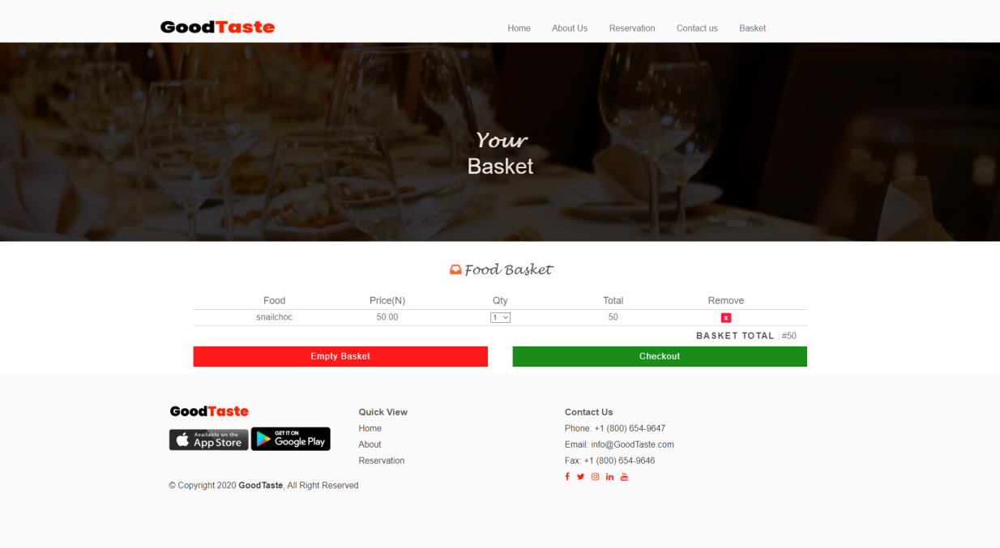 GoodTaste
Home About Us Reservation Contact us Basket
Your
Basket
Food Basket
Food Price(N) Qty Total Remove
snailchoc 50.00 1 50 x
BASKET TOTAL : #50
Empty Basket Checkout
GoodTaste
Available on the
App Store
GET IT ON
Google Play
© Copyright 2020 GoodTaste, All Right Reserved
Quick View
Home
About
Reservation
Contact Us
Phone: +1 (800) 654-9647
Email: info@GoodTaste.com
Fax: +1 (800) 654-9646